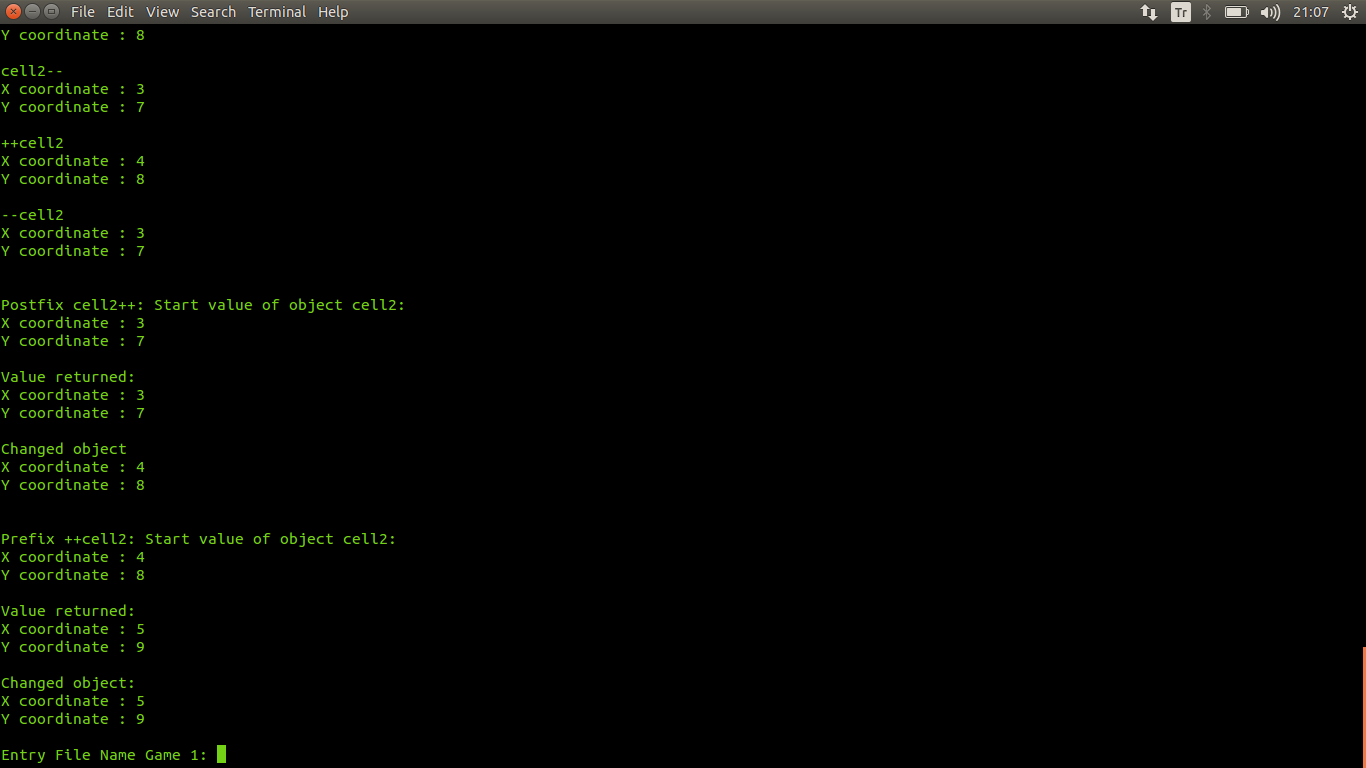 File Edit View Search Terminal Help
Tr 21:07
Y coordinate : 8
cell2--
X coordinate : 3
Y coordinate : 7
++cell2
X coordinate : 4
Y coordinate : 8
--cell2
X coordinate : 3
Y coordinate : 7
Postfix cell2++: Start value of object cell2:
X coordinate : 3
Y coordinate : 7
Value returned:
X coordinate : 3
Y coordinate : 7
Changed object
X coordinate : 4
Y coordinate : 8
Prefix ++cell2: Start value of object cell2:
X coordinate : 4
Y coordinate : 8
Value returned:
X coordinate : 5
Y coordinate : 9
Changed object:
X coordinate : 5
Y coordinate : 9
Entry File Name Game 1: